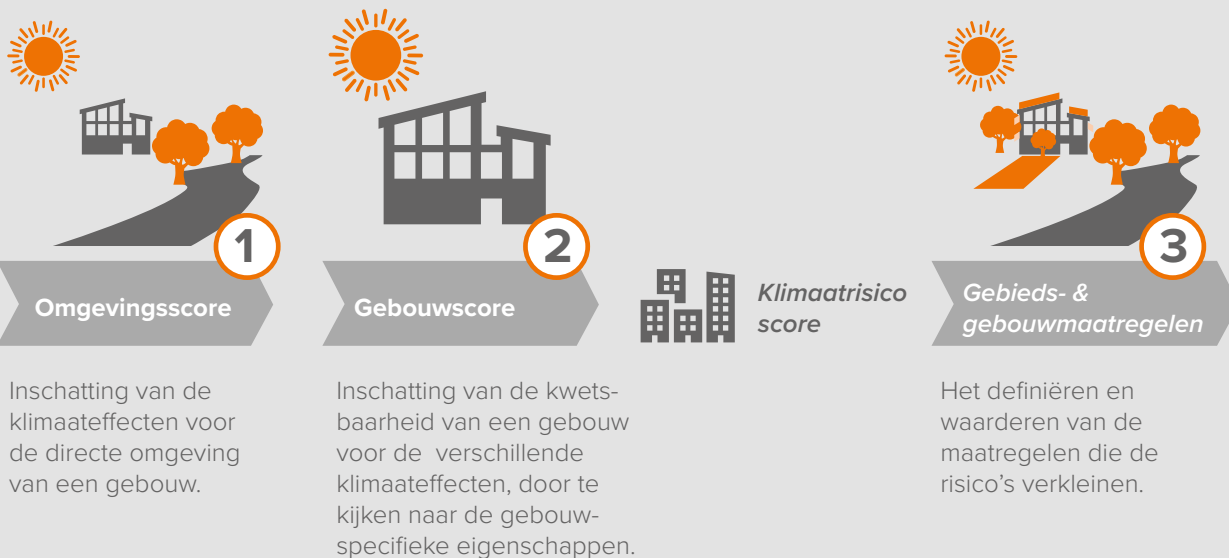 1
Omgevingsscore
Inschatting van de
klimaateffecten voor
de directe omgeving
van een gebouw.
2
Gebouwscore
Inschatting van de kwets-
baarheid van een gebouw
voor de verschillende
klimaateffecten, door te
kijken naar de gebouw-
specifieke eigenschappen.
Klimaatrisico
score
3
Gebieds- &
gebouwmaatregelen
Het definiëren en
waarderen van de
maatregelen die de
risico's verkleinen.